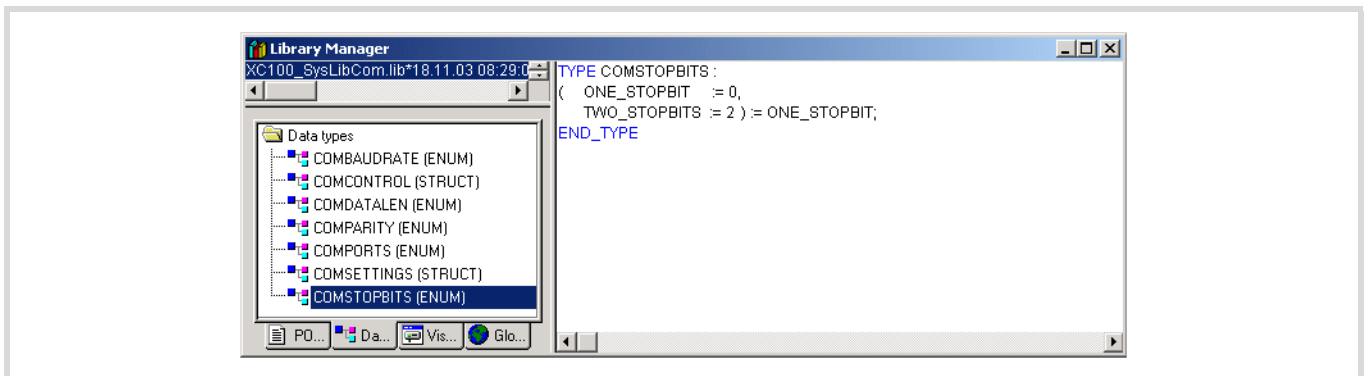 Library Manager
XC100_SysLibCom.lib*18.11.03 08:29:0
TYPE COMSTOPBITS :
( ONE_STOPBIT := 0,
TWO_STOPBITS := 2 ) := ONE_STOPBIT;
END_TYPE
Data types
COMBAUDRATE (ENUM)
COMCONTROL (STRUCT)
COMDATALEN (ENUM)
COMPARITY (ENUM)
COMPORTS (ENUM)
COMSETTINGS (STRUCT)
COMSTOPBITS (ENUM)
PO... Da... Vis... Glo...